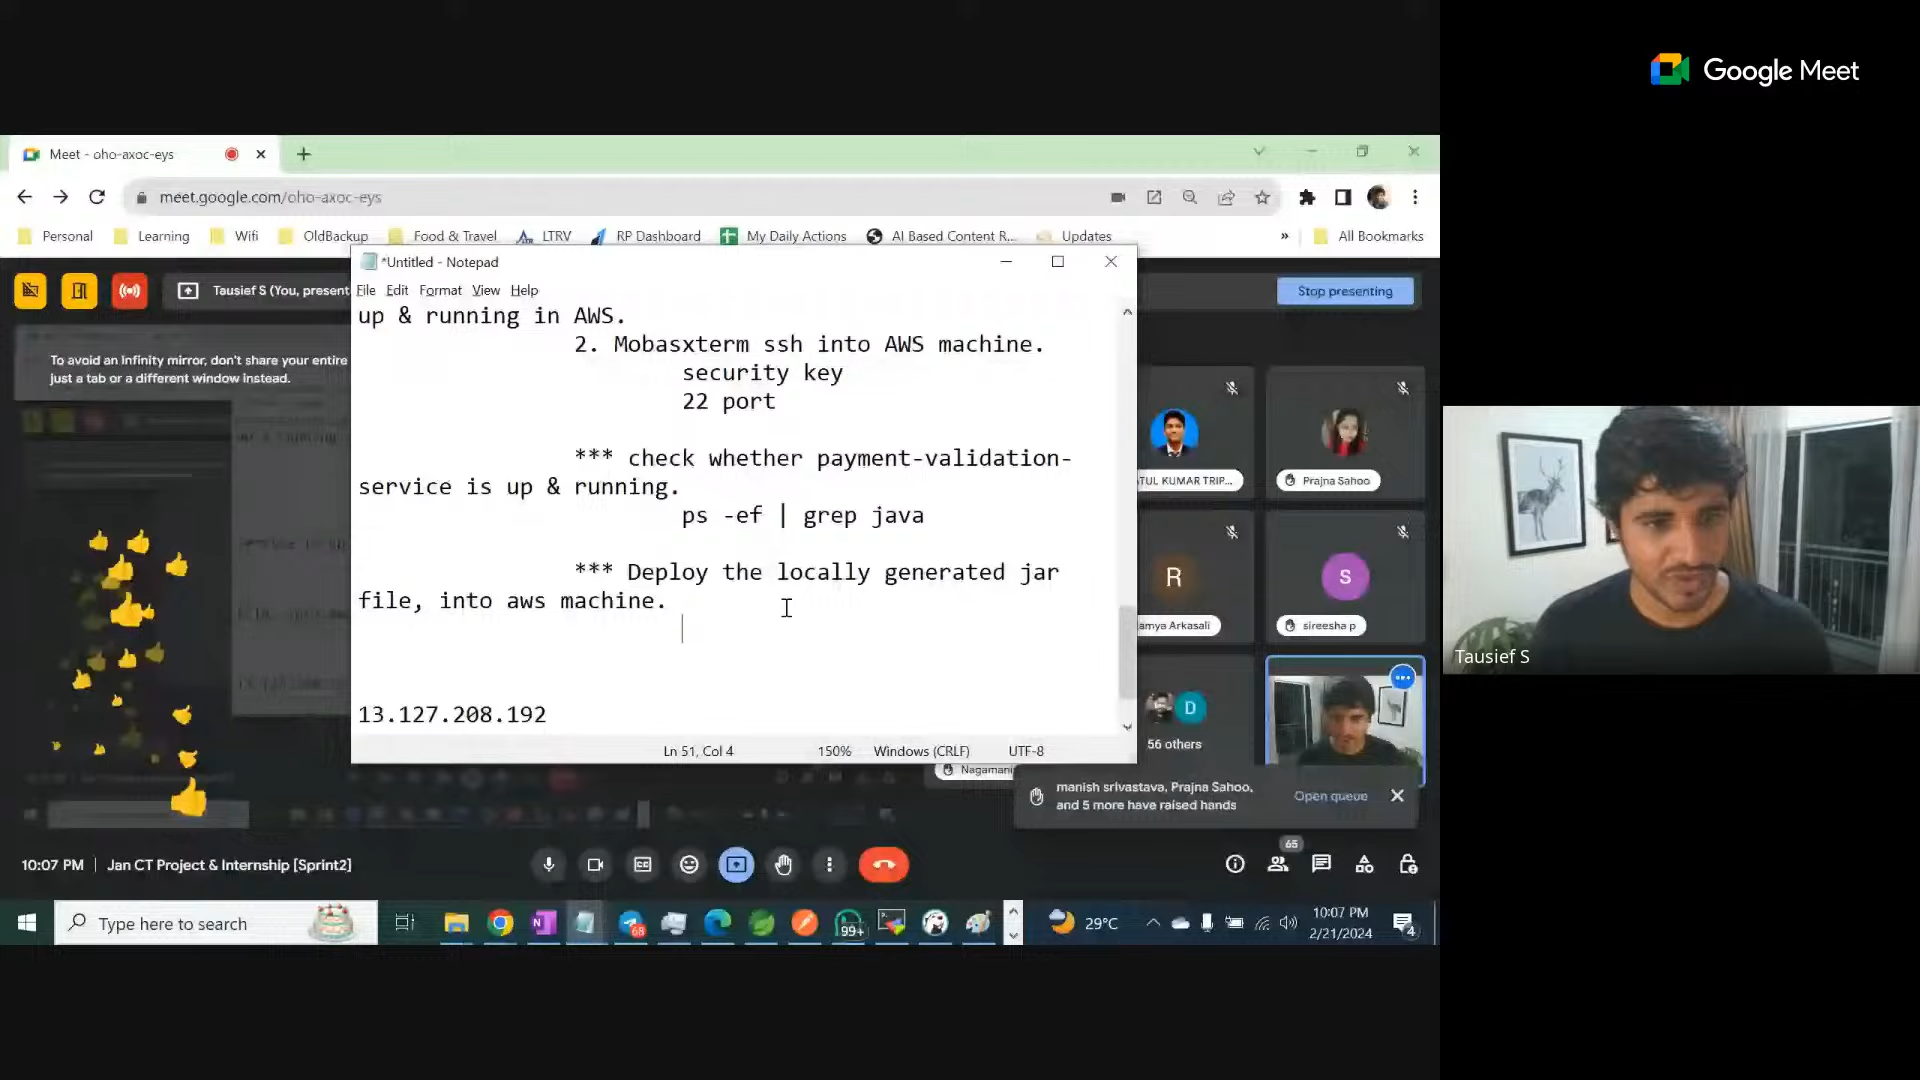 Google Meet
Meet - oho-axoc-eys
meet.google.com/oho-axoc-eys
Personal
Learning
Wifi
OldBackup
Food & Travel
LTRV
RP Dashboard
My Daily Actions
AI Based Content R...
Updates
»
All Bookmarks
*Untitled - Notepad
Tausief S (You, present
Stop presenting
File Edit Format View Help
To avoid an infinity mirror, don't share your entire
just a tab or a different window instead.
up & running in AWS.
2. Mobasxterm ssh into AWS machine.
security key
22 port
*** check whether payment-validation-
service is up & running.
ps -ef | grep java
*** Deploy the locally generated jar
file, into aws machine.
13.127.208.192
Ln 51, Col 4
150%
Windows (CRLF)
UTF-8
TUL KUMAR TRIP...
Prajna Sahoo
R
S
amya Arkasali
sireesha p
D
56 others
Tausief S
Nagamani
manish srivastava, Prajna Sahoo,
and 5 more have raised hands
Open queue
10:07 PM | Jan CT Project & Internship [Sprint2]
65
Type here to search
68
99+
29°C
10:07 PM
2/21/2024
4